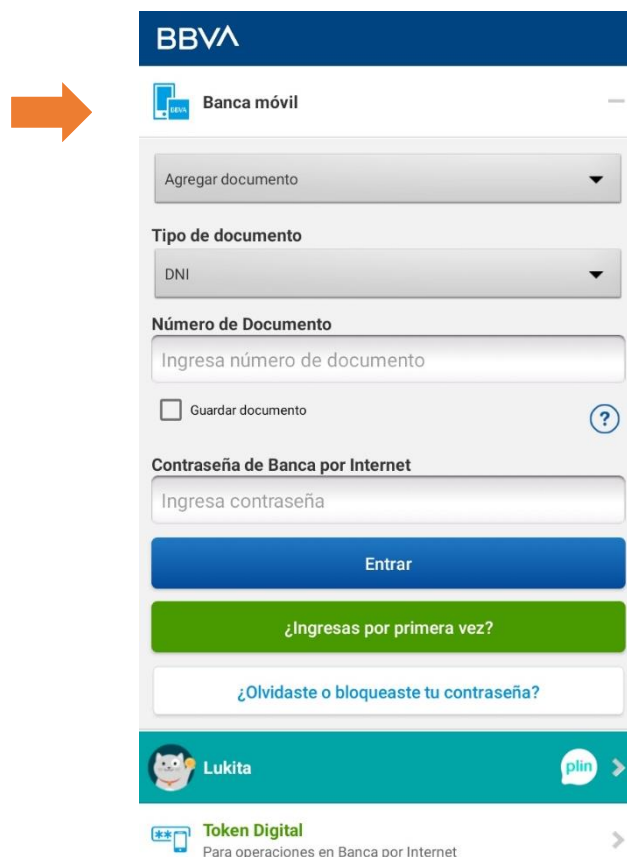 BBVA
BBVA
Banca móvil
Agregar documento
Tipo de documento
DNI
Número de Documento
Ingresa número de documento
Guardar documento
?
Contraseña de Banca por Internet
Ingresa contraseña
Entrar
¿Ingresas por primera vez?
¿Olvidaste o bloqueaste tu contraseña?
Lukita
plin
**
Token Digital
Para operaciones en Banca por Internet